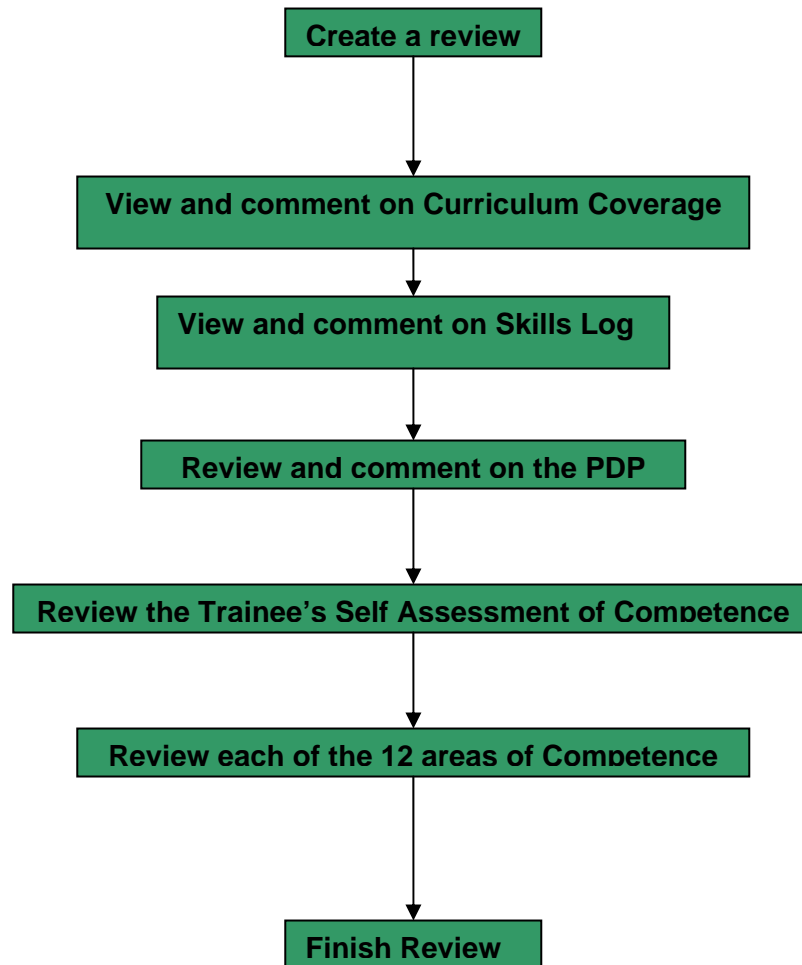 Create a review
View and comment on Curriculum Coverage
View and comment on Skills Log
Review and comment on the PDP
Review the Trainee's Self Assessment of Competence
Review each of the 12 areas of Competence
Finish Review